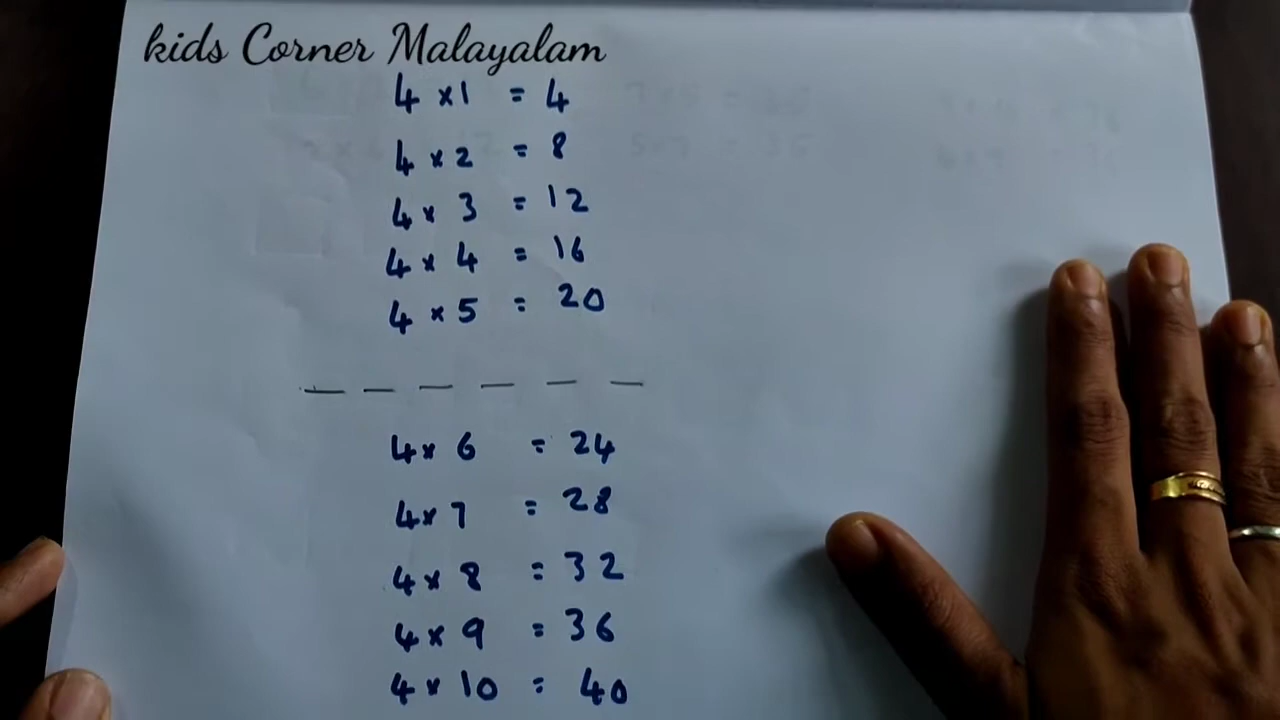 kids Corner Malayalam
4 × 1 = 4
4 × 2 = 8
4 × 3 = 12
4 × 4 = 16
4 × 5 = 20
— — — — — —
4 × 6 = 24
4 × 7 = 28
4 × 8 = 32
4 × 9 = 36
4 × 10 = 40